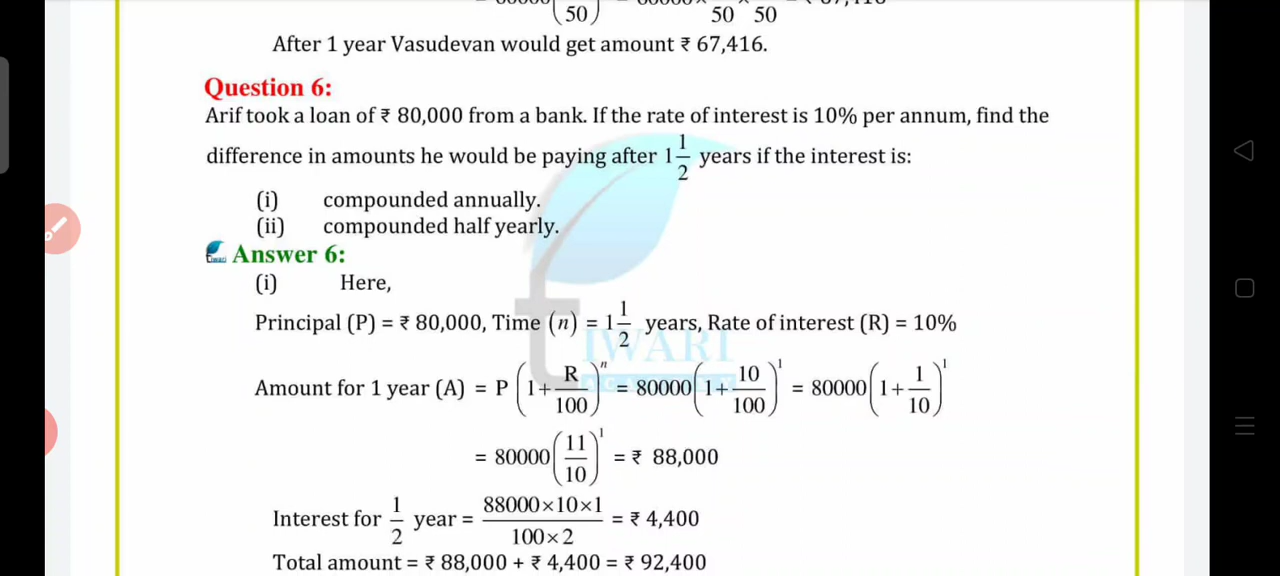 50 50 50
After 1 year Vasudevan would get amount ₹ 67,416.
Question 6:
Arif took a loan of ₹ 80,000 from a bank. If the rate of interest is 10% per annum, find the
difference in amounts he would be paying after 1 1/2 years if the interest is:
(i) compounded annually.
(ii) compounded half yearly.
Answer 6:
(i) Here,
Principal (P) = ₹ 80,000, Time (n) = 1 1/2 years, Rate of interest (R) = 10%
IWARI
ACADEMY
Amount for 1 year (A) = P (1+ R/100)^n = 80000 (1+ 10/100)^1 = 80000 (1+ 1/10)^1
= 80000 (11/10)^1 = ₹ 88,000
Interest for 1/2 year = 88000×10×1/100×2 = ₹ 4,400
Total amount = ₹ 88,000 + ₹ 4,400 = ₹ 92,400